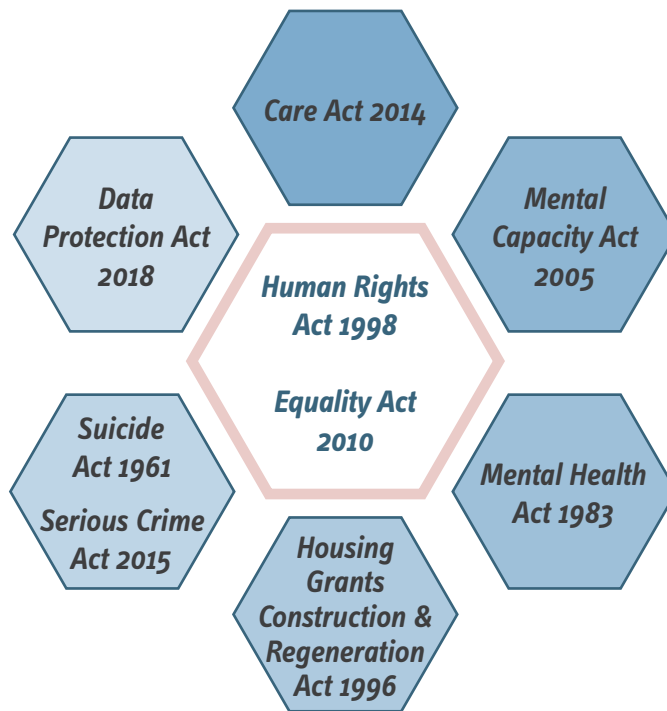 Care Act 2014
Data
Protection Act
2018
Mental
Capacity Act
2005
Human Rights
Act 1998
Equality Act
2010
Suicide
Act 1961
Serious Crime
Act 2015
Mental Health
Act 1983
Housing
Grants
Construction &
Regeneration
Act 1996